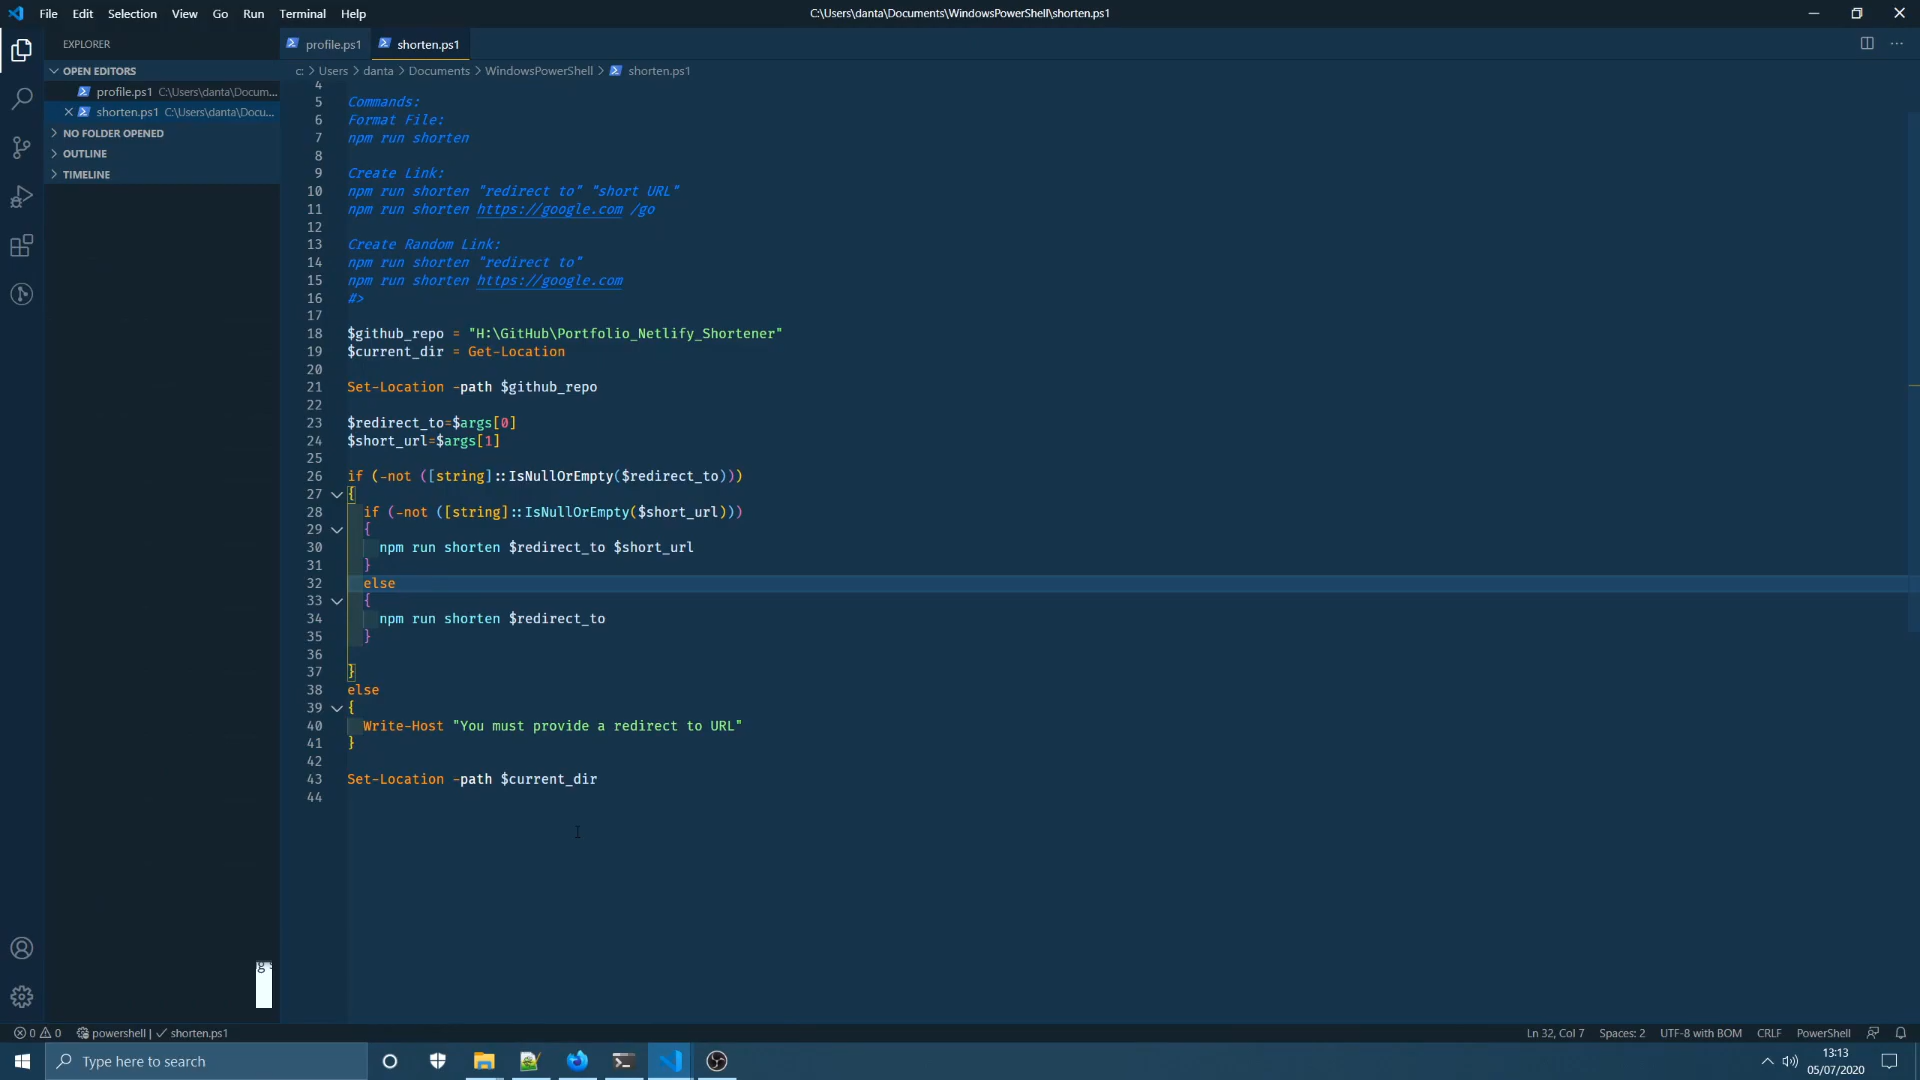 File Edit Selection View Go Run Terminal Help
C:\Users\danta\Documents\WindowsPowerShell\shorten.ps1
EXPLORER
OPEN EDITORS
profile.ps1 C:\Users\danta\Docum...
shorten.ps1 C:\Users\danta\Docu...
NO FOLDER OPENED
OUTLINE
TIMELINE
profile.ps1
shorten.ps1
c: > Users > danta > Documents > WindowsPowerShell > shorten.ps1
4
5 Commands:
6 Format File:
7 npm run shorten
8
9 Create Link:
10 npm run shorten "redirect to" "short URL"
11 npm run shorten https://google.com /go
12
13 Create Random Link:
14 npm run shorten "redirect to"
15 npm run shorten https://google.com
16 #>
17
18 $github_repo = "H:\GitHub\Portfolio_Netlify_Shortener"
19 $current_dir = Get-Location
20
21 Set-Location -path $github_repo
22
23 $redirect_to=$args[0]
24 $short_url=$args[1]
25
26 if (-not ([string]::IsNullOrEmpty($redirect_to)))
27 {
28 if (-not ([string]::IsNullOrEmpty($short_url)))
29 {
30 npm run shorten $redirect_to $short_url
31 }
32 else
33 {
34 npm run shorten $redirect_to
35 }
36
37 }
38 else
39 {
40 Write-Host "You must provide a redirect to URL"
41 }
42
43 Set-Location -path $current_dir
44
0 0 powershell | shorten.ps1
Ln 32, Col 7 Spaces: 2 UTF-8 with BOM CRLF PowerShell
Type here to search
13:13
05/07/2020